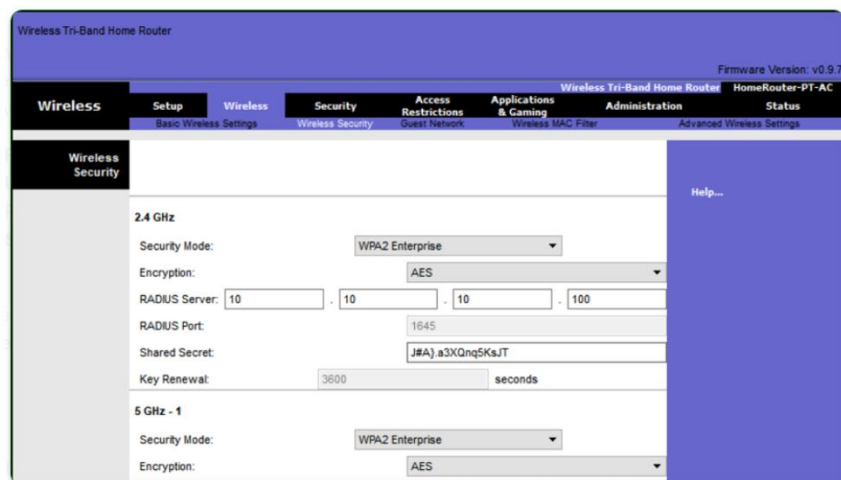 Wireless Tri-Band Home Router
Firmware Version: v0.9.7
Wireless Tri-Band Home Router HomeRouter-PT-AC
Wireless Setup Wireless Security Access Restrictions Applications & Gaming Administration Status
Basic Wireless Settings Wireless Security Guest Network Wireless MAC Filter Advanced Wireless Settings
Wireless Security
Help...
2.4 GHz
Security Mode: WPA2 Enterprise
Encryption: AES
RADIUS Server: 10 . 10 . 10 . 100
RADIUS Port: 1645
Shared Secret: J#A}.a3XQnq5KsJT
Key Renewal: 3600 seconds
5 GHz - 1
Security Mode: WPA2 Enterprise
Encryption: AES